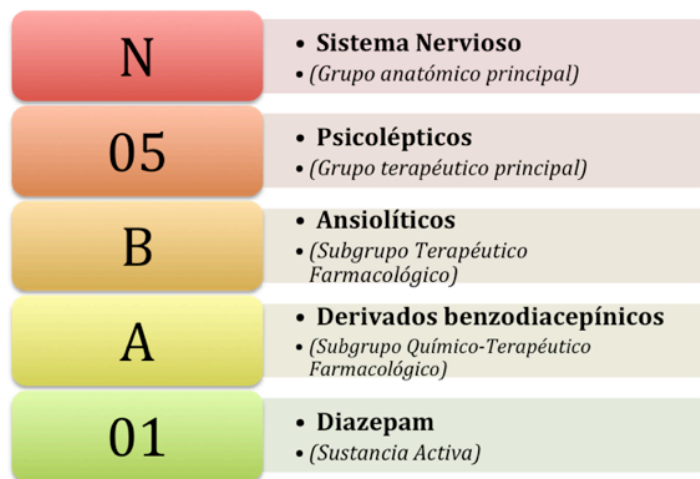 N
• Sistema Nervioso
• (Grupo anatómico principal)
05
• Psicolépticos
• (Grupo terapéutico principal)
B
• Ansiolíticos
• (Subgrupo Terapéutico
Farmacológico)
A
• Derivados benzodiacepínicos
• (Subgrupo Químico-Terapéutico
Farmacológico)
01
• Diazepam
• (Sustancia Activa)